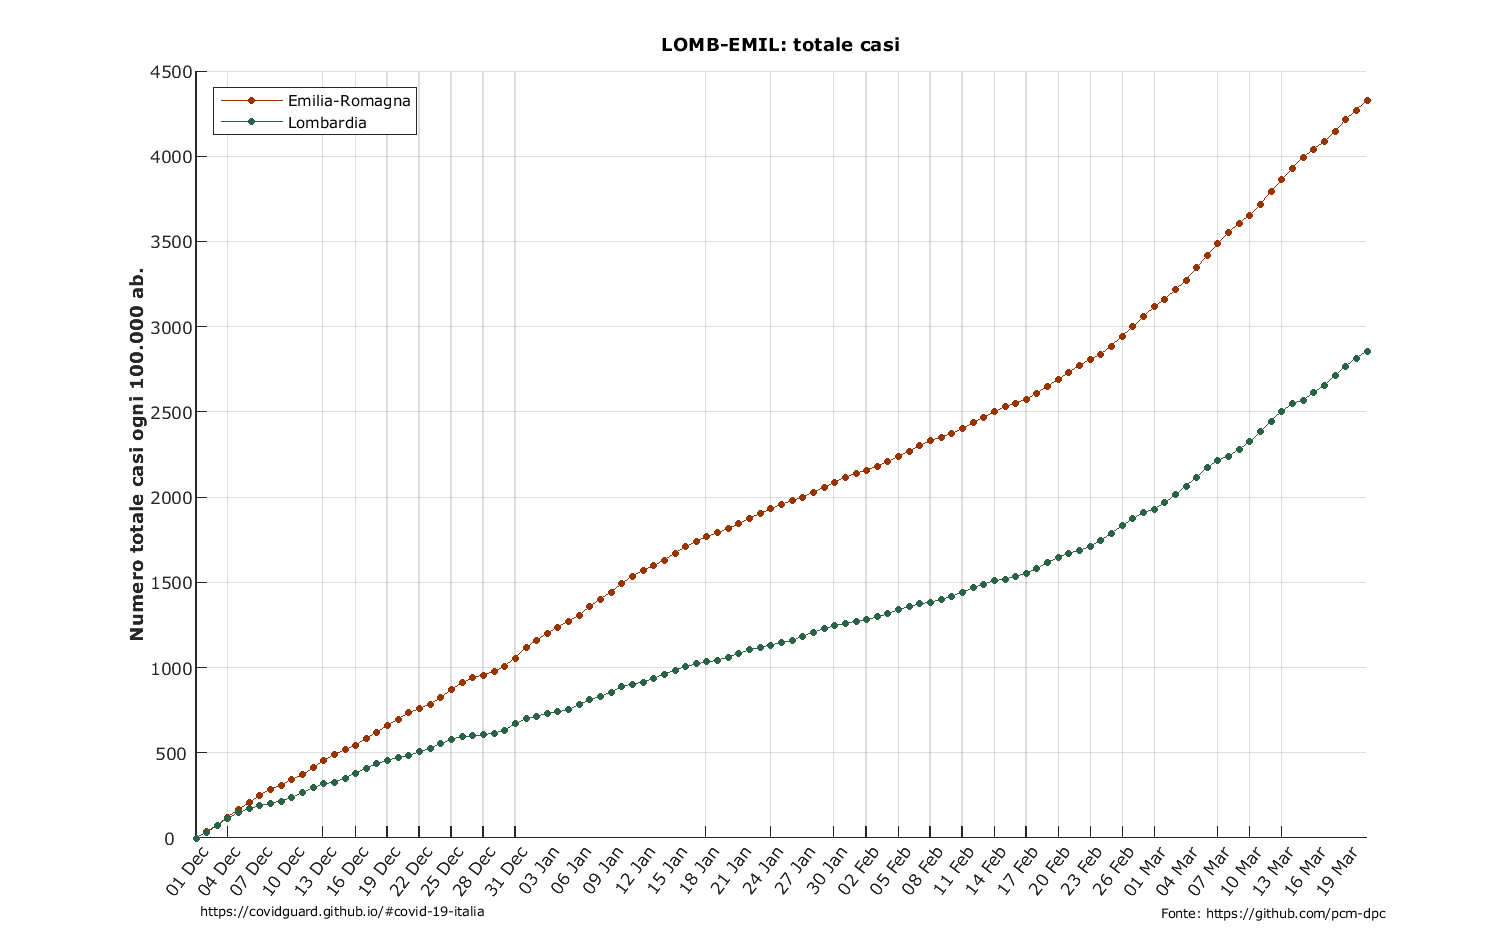 LOMB-EMIL: totale casi
4500
4000
3500
3000
2500
2000
1500
1000
500
0
Numero totale casi ogni 100.000 ab.
Emilia-Romagna
Lombardia
01 Dec
04 Dec
07 Dec
10 Dec
13 Dec
16 Dec
19 Dec
22 Dec
25 Dec
28 Dec
31 Dec
03 Jan
06 Jan
09 Jan
12 Jan
15 Jan
18 Jan
21 Jan
24 Jan
27 Jan
30 Jan
02 Feb
05 Feb
08 Feb
11 Feb
14 Feb
17 Feb
20 Feb
23 Feb
26 Feb
01 Mar
04 Mar
07 Mar
10 Mar
13 Mar
16 Mar
19 Mar
https://covidguard.github.io/#covid-19-italia
Fonte: https://github.com/pcm-dpc